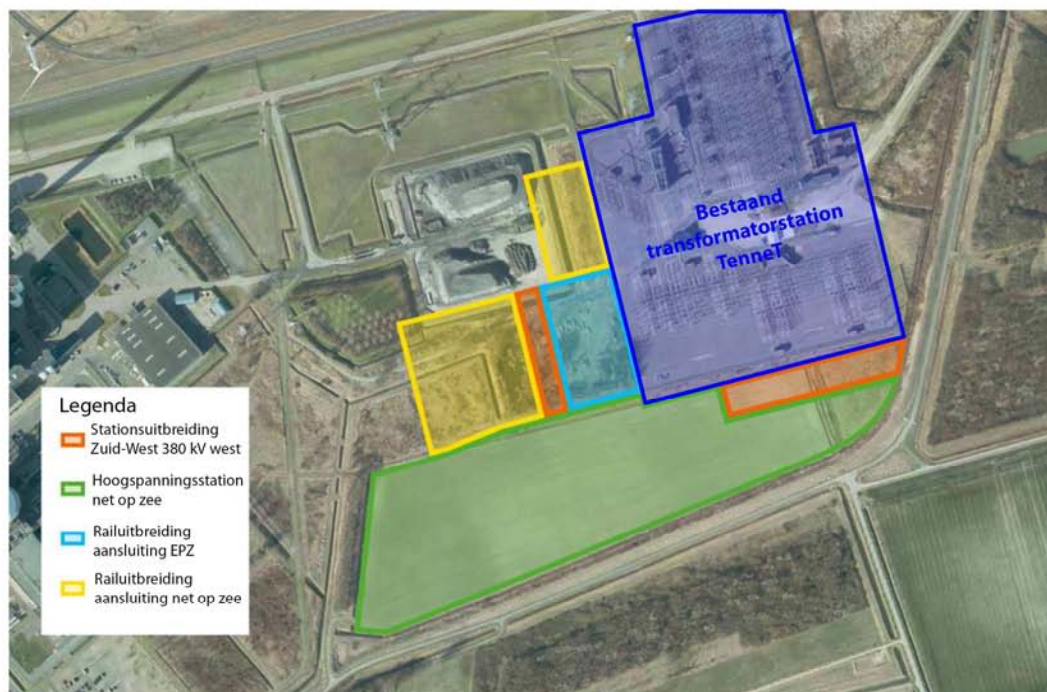 Bestaand
transformatorstation
TenneT
Legenda
Stationsuitbreiding
Zuid-West 380 kV west
Hoogspanningsstation
net op zee
Railuitbreiding
aansluiting EPZ
Railuitbreiding
aansluiting net op zee